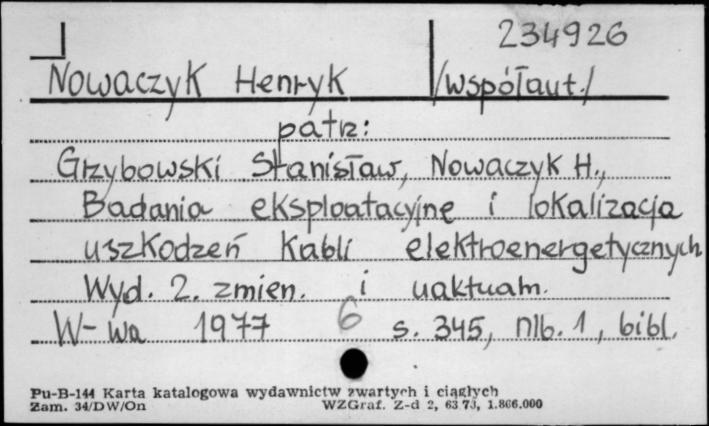 234926
Nowaczyk Henryk /współaut./
patrz:
Grzybowski Stanisław, Nowaczyk H.,
Badania eksploatacyjne i lokalizacja
uszkodzeń kabli elektroenergetycznych
Wyd. 2. zmien. i uaktualn.
W-wa 1977 6 s. 345, nlb. 1, bibl.
Pu-B-144 Karta katalogowa wydawnictw zwartych i ciągłych
Zam. 34/DW/On WZGraf. Z-d 2, 63 73, 1.866.000